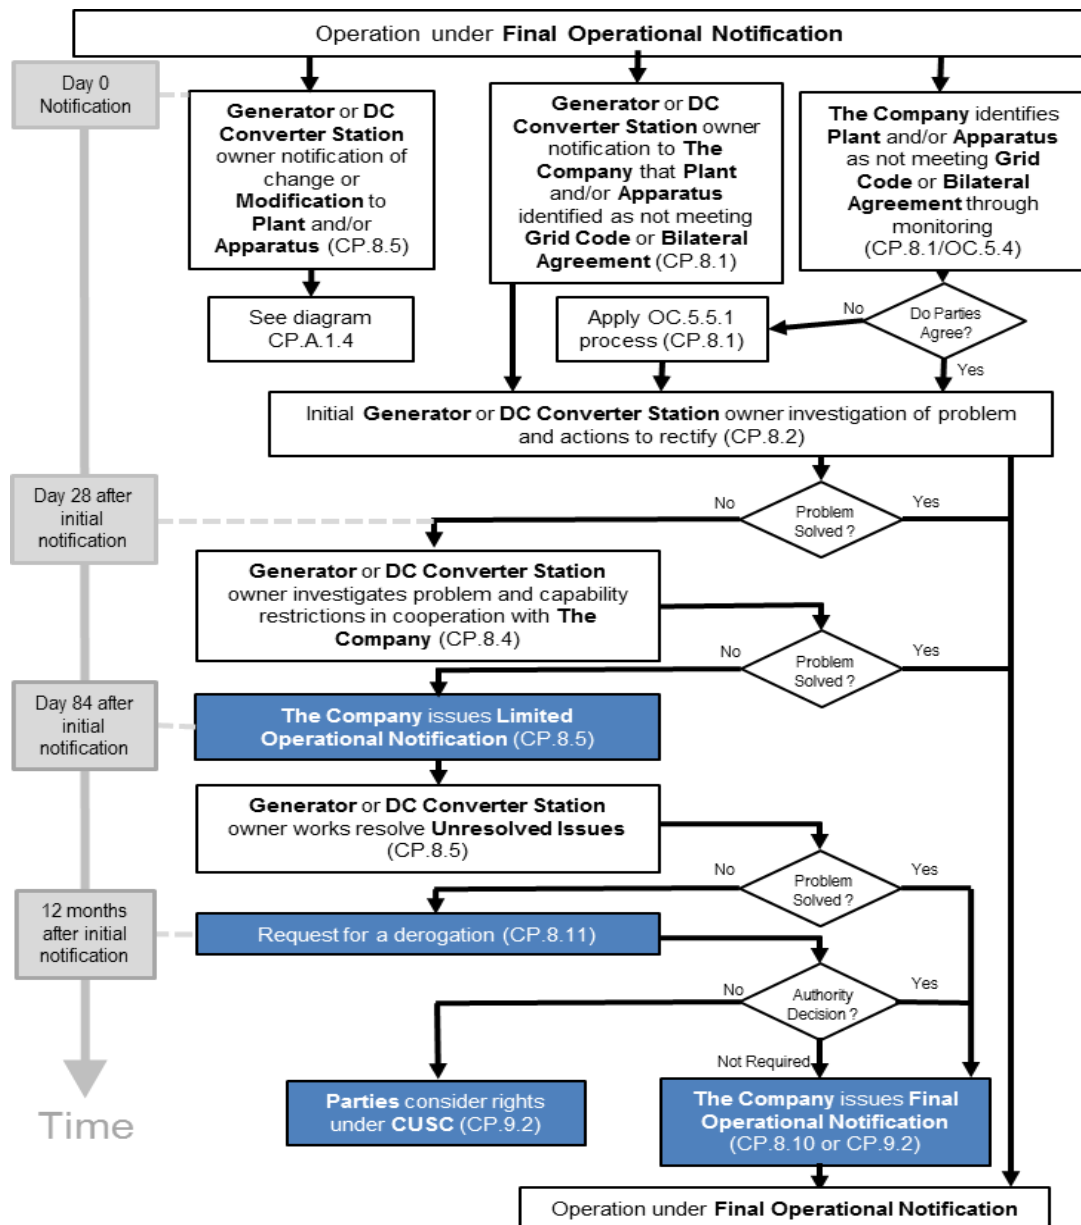 Operation under Final Operational Notification
Day 0
Notification
Generator or DC
Converter Station
owner notification of
change or
Modification to
Plant and/or
Apparatus (CP.8.5)
Generator or DC
Converter Station owner
notification to The
Company that Plant
and/or Apparatus
identified as not meeting
Grid Code or Bilateral
Agreement (CP.8.1)
The Company identifies
Plant and/or Apparatus
as not meeting Grid
Code or Bilateral
Agreement through
monitoring
(CP.8.1/OC.5.4)
See diagram
CP.A.1.4
Apply OC.5.5.1
process (CP.8.1)
No
Do Parties
Agree?
Yes
Initial Generator or DC Converter Station owner investigation of problem
and actions to rectify (CP.8.2)
Day 28 after
initial
notification
No
Problem
Solved ?
Yes
Generator or DC Converter Station
owner investigates problem and capability
restrictions in cooperation with The
Company (CP.8.4)
No
Problem
Solved ?
Yes
Day 84 after
initial
notification
The Company issues Limited
Operational Notification (CP.8.5)
Generator or DC Converter Station
owner works resolve Unresolved Issues
(CP.8.5)
No
Problem
Solved ?
Yes
12 months
after initial
notification
Request for a derogation (CP.8.11)
No
Authority
Decision ?
Yes
Not Required
Parties consider rights
under CUSC (CP.9.2)
The Company issues Final
Operational Notification
(CP.8.10 or CP.9.2)
Time
Operation under Final Operational Notification